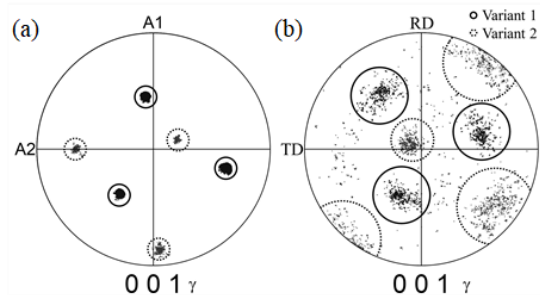 (a)
A1
A2
0 0 1 γ
(b)
RD
TD
0 0 1 γ
Variant 1
Variant 2